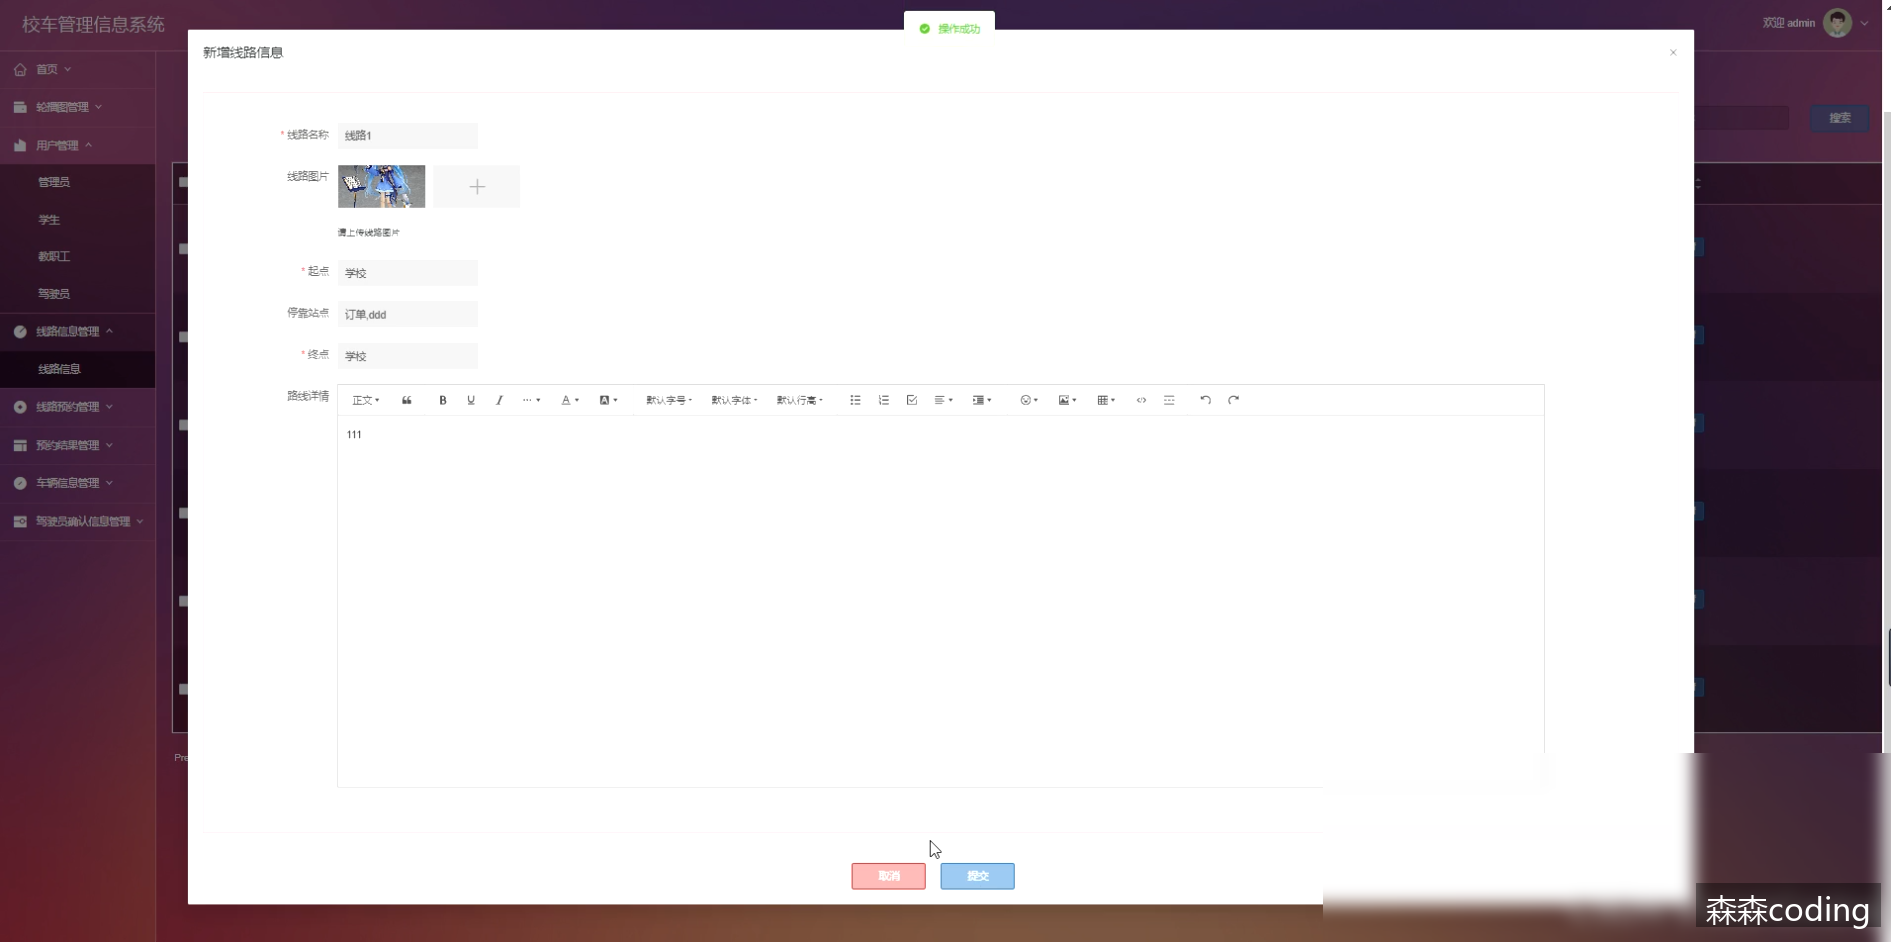 校车管理信息系统
操作成功
欢迎 admin
新增线路信息
首页
轮播图管理
用户管理
管理员
学生
教职工
驾驶员
线路信息管理
线路信息
线路预约管理
预约结果管理
车辆信息管理
驾驶员确认信息管理
搜索
* 线路名称 线路1
线路图片
请上传线路图片
* 起点 学校
停靠站点 订单,ddd
* 终点 学校
路线详情
正文 B U I ··· A A 默认字号 默认字体 默认行高
111
取消 提交
Pre
森森coding